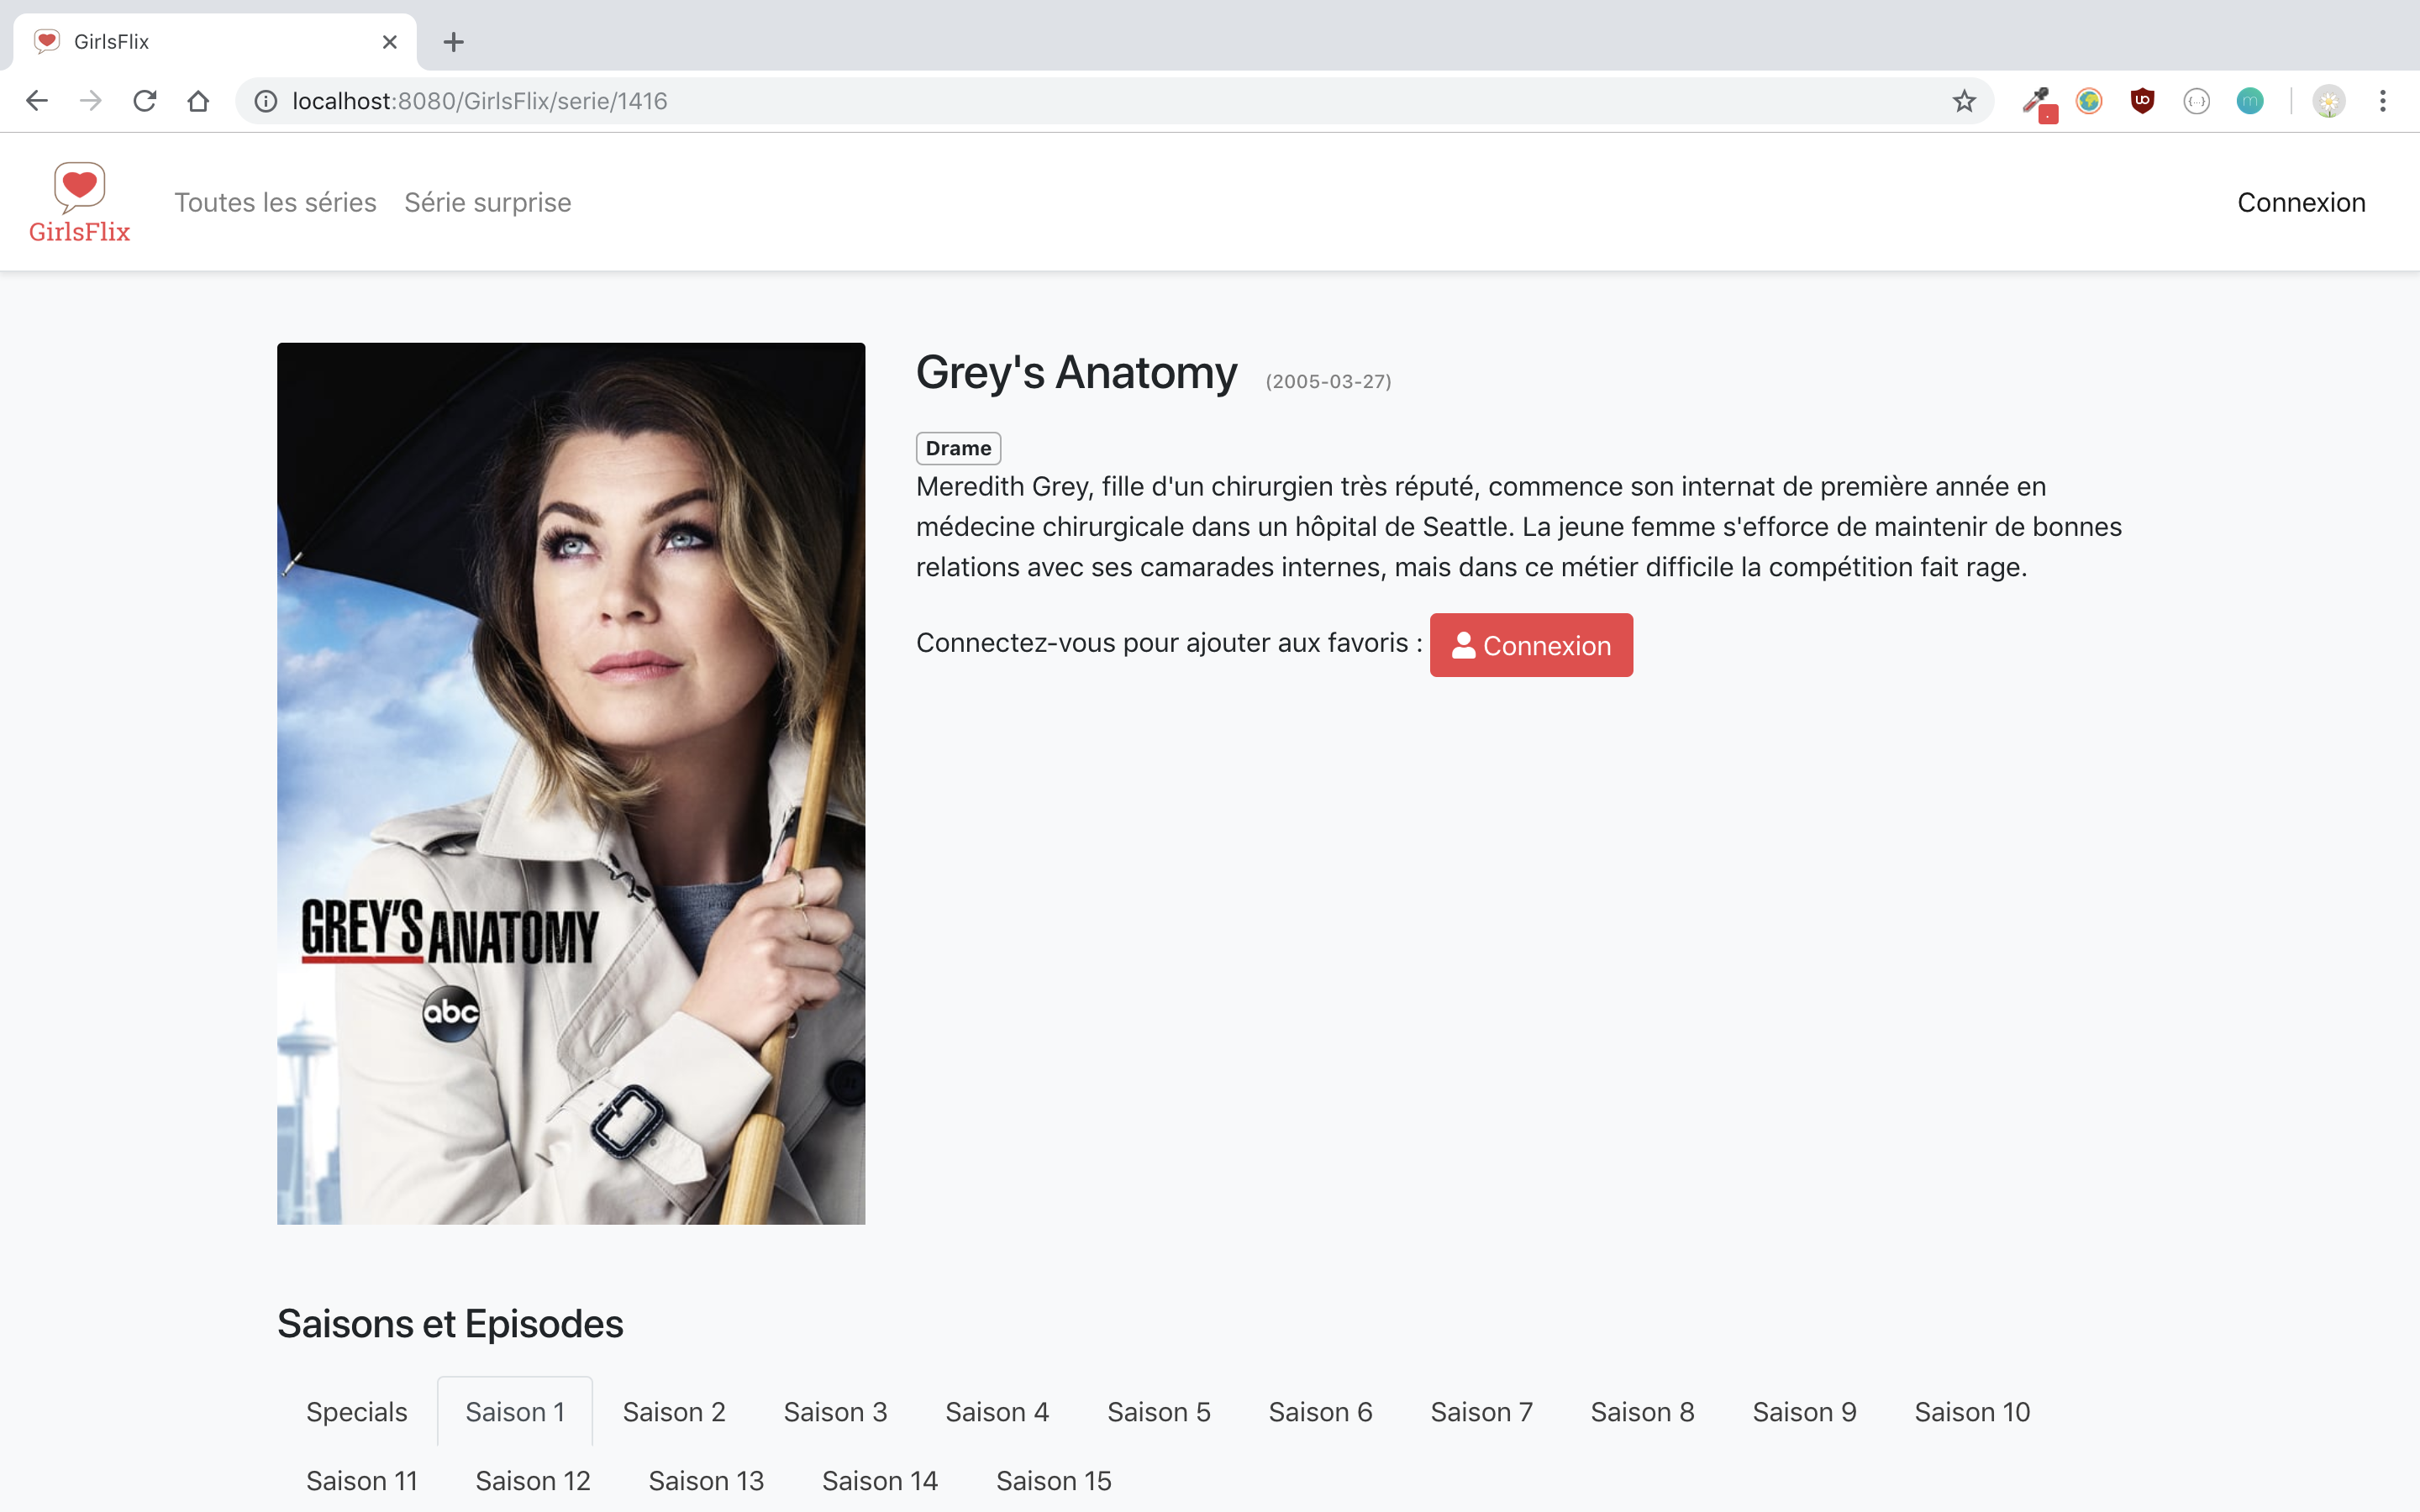 GirlsFlix
localhost:8080/GirlsFlix/serie/1416
GirlsFlix
Toutes les séries
Série surprise
Connexion
Grey's Anatomy (2005-03-27)
Drame
Meredith Grey, fille d'un chirurgien très réputé, commence son internat de première année en
médecine chirurgicale dans un hôpital de Seattle. La jeune femme s'efforce de maintenir de bonnes
relations avec ses camarades internes, mais dans ce métier difficile la compétition fait rage.
Connectez-vous pour ajouter aux favoris : Connexion
GREY'S ANATOMY
abc
Saisons et Episodes
Specials Saison 1 Saison 2 Saison 3 Saison 4 Saison 5 Saison 6 Saison 7 Saison 8 Saison 9 Saison 10
Saison 11 Saison 12 Saison 13 Saison 14 Saison 15